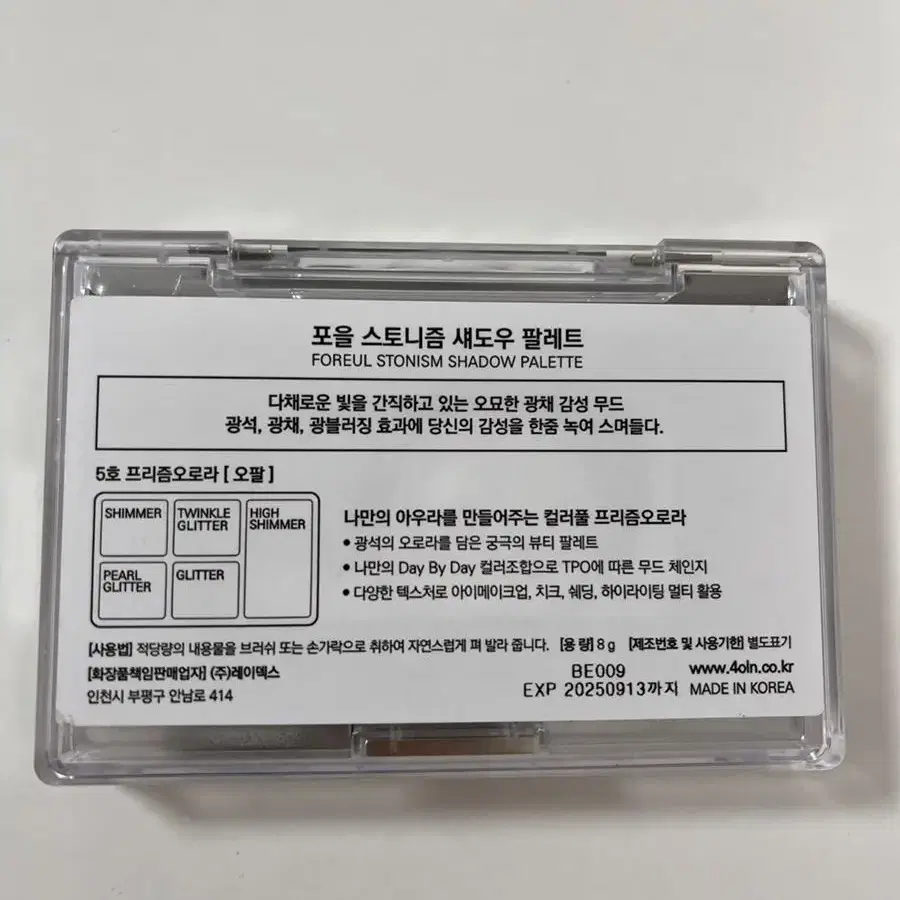 포을 스토니즘 섀도우 팔레트
FOREUL STONISM SHADOW PALETTE
다채로운 빛을 간직하고 있는 오묘한 광채 감성 무드
광석, 광채, 광블러징 효과에 당신의 감성을 한줌 녹여 스며들다.
5호 프리즘오로라 [ 오팔 ]
SHIMMER
TWINKLE
GLITTER
HIGH
SHIMMER
PEARL
GLITTER
GLITTER
나만의 아우라를 만들어주는 컬러풀 프리즘오로라
• 광석의 오로라를 담은 궁극의 뷰티 팔레트
• 나만의 Day By Day 컬러조합으로 TPO에 따른 무드 체인지
• 다양한 텍스처로 아이메이크업, 치크, 쉐딩, 하이라이팅 멀티 활용
[사용법] 적당량의 내용물을 브러쉬 또는 손가락으로 취하여 자연스럽게 펴 발라 줍니다. [용 량] 8 g [제조번호 및 사용기한] 별도표기
[화장품책임판매업자] (주)레이덱스
인천시 부평구 안남로 414
BE009
EXP 20250913까지
www.4oln.co.kr
MADE IN KOREA